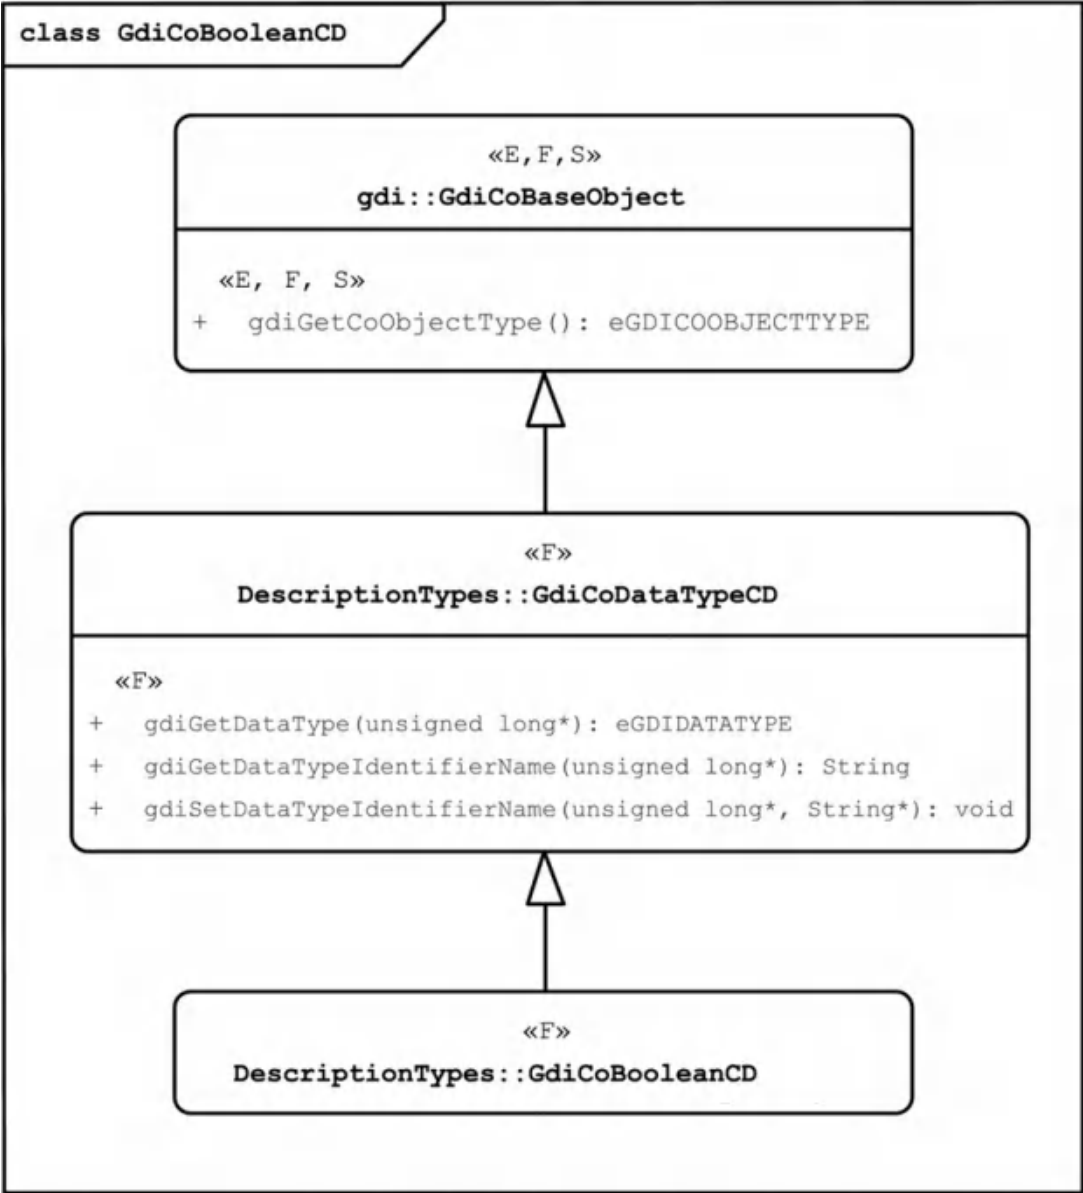 class GdiCoBooleanCD
«E,F,S»
gdi::GdiCoBaseObject
«E, F, S»
+ gdiGetCoObjectType(): eGDICOOBJECTTYPE
«F»
DescriptionTypes::GdiCoDataTypeCD
«F»
+ gdiGetDataType(unsigned long*): eGDIDATATYPE
+ gdiGetDataTypeIdentifierName(unsigned long*): String
+ gdiSetDataTypeIdentifierName(unsigned long*, String*): void
«F»
DescriptionTypes::GdiCoBooleanCD